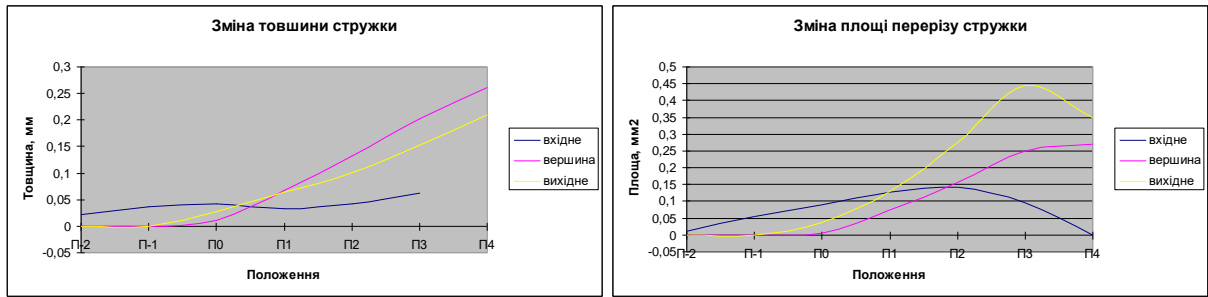 Зміна товшини стружки
0,3
0,25
0,2
0,15
0,1
0,05
0
-0,05
Товщина, мм
П-2 П-1 П0 П1 П2 П3 П4
Положення
вхідне
вершина
вихідне
Зміна площі перерізу стружки
0,5
0,45
0,4
0,35
0,3
0,25
0,2
0,15
0,1
0,05
0
-0,05
Площа, мм2
П-2 П-1 П0 П1 П2 П3 П4
Положення
вхідне
вершина
вихідне